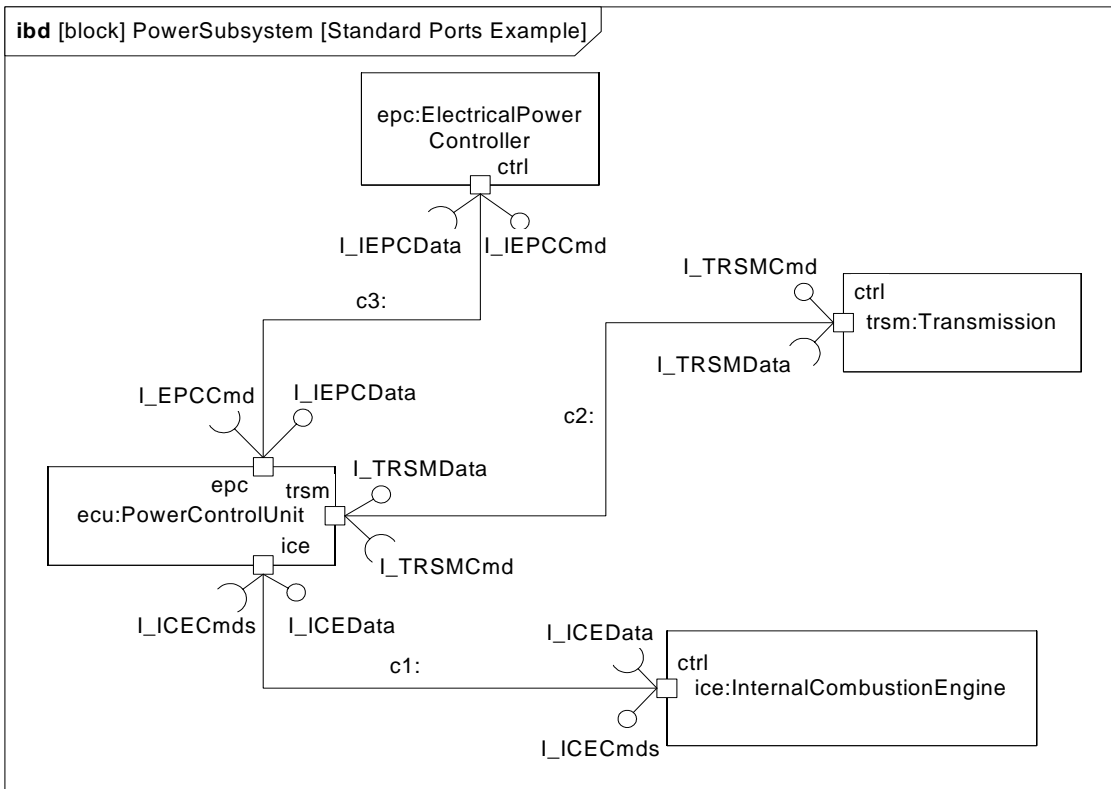 ibd [block] PowerSubsystem [Standard Ports Example]
epc:ElectricalPower
Controller
ctrl
I_IEPCData
I_IEPCCmd
I_TRSMCmd
ctrl
trsm:Transmission
c3:
I_TRSMData
I_EPCCmd
I_IEPCData
c2:
I_TRSMData
epc
trsm
ecu:PowerControlUnit
ice
I_TRSMCmd
I_ICECmds
I_ICEData
I_ICEData
c1:
ctrl
ice:InternalCombustionEngine
I_ICECmds